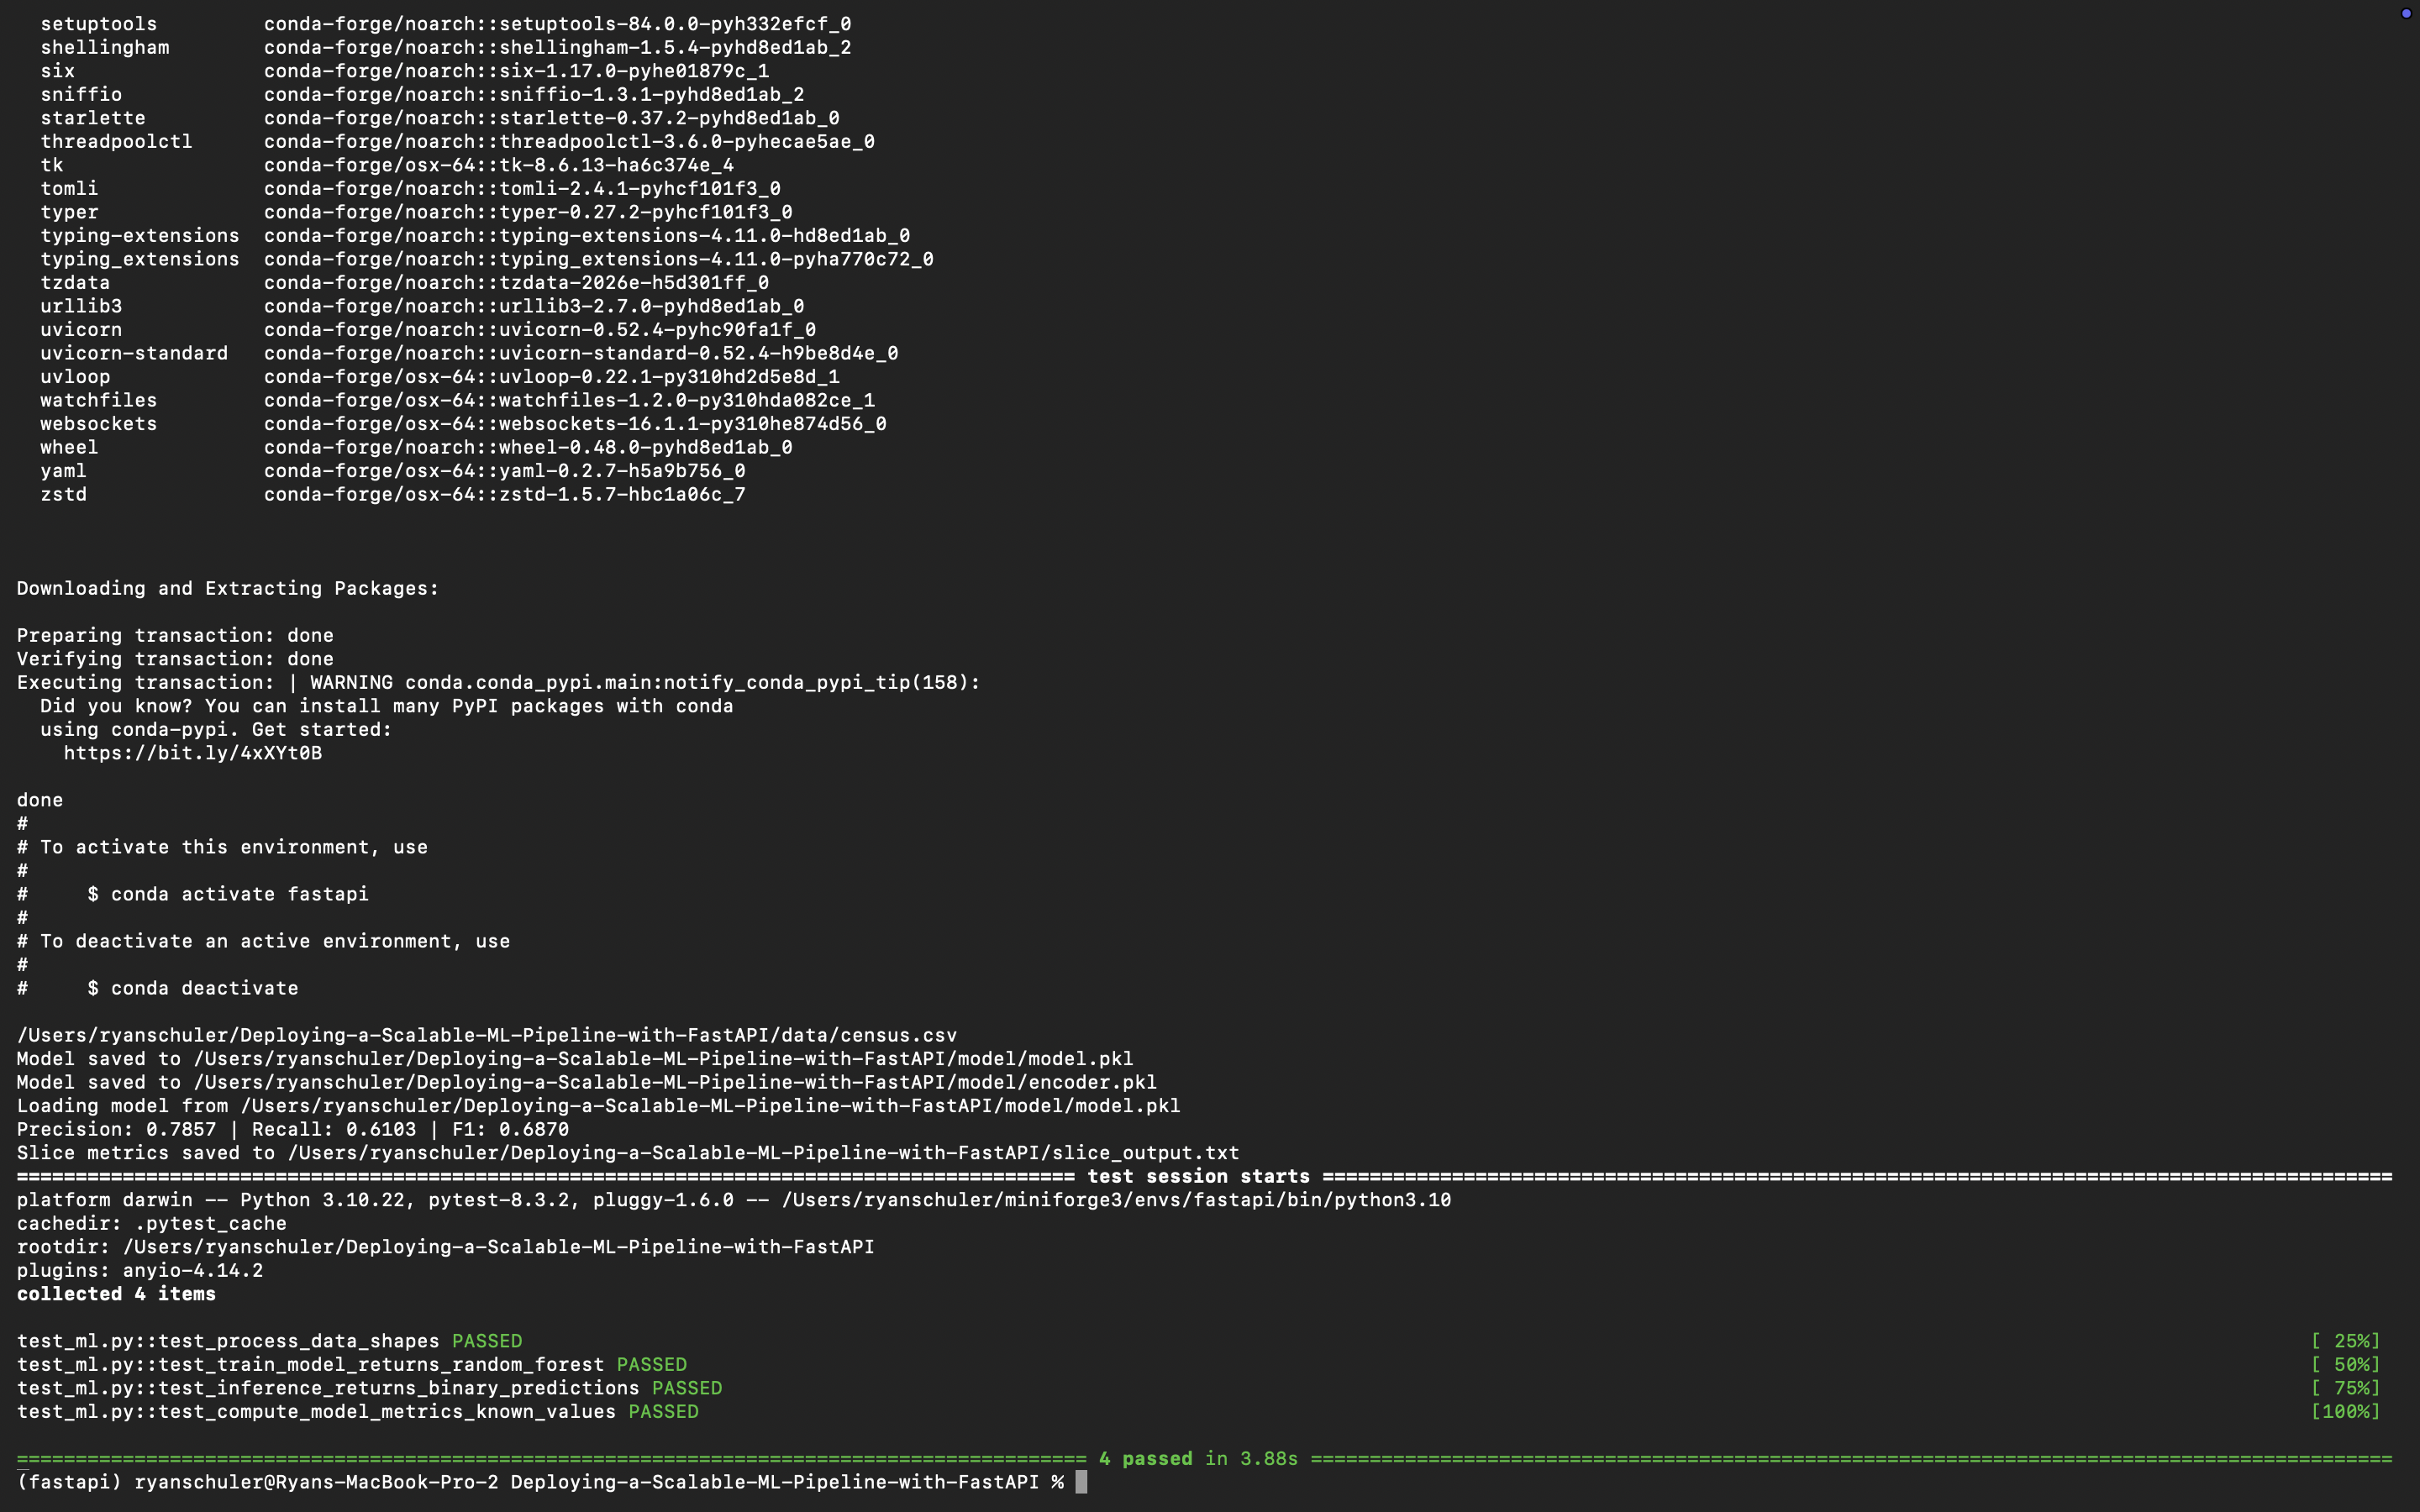 setuptools conda-forge/noarch::setuptools-84.0.0-pyh332efcf_0
shellingham conda-forge/noarch::shellingham-1.5.4-pyhd8ed1ab_2
six conda-forge/noarch::six-1.17.0-pyhe01879c_1
sniffio conda-forge/noarch::sniffio-1.3.1-pyhd8ed1ab_2
starlette conda-forge/noarch::starlette-0.37.2-pyhd8ed1ab_0
threadpoolctl conda-forge/noarch::threadpoolctl-3.6.0-pyhecae5ae_0
tk conda-forge/osx-64::tk-8.6.13-ha6c374e_4
tomli conda-forge/noarch::tomli-2.4.1-pyhcf101f3_0
typer conda-forge/noarch::typer-0.27.2-pyhcf101f3_0
typing-extensions conda-forge/noarch::typing-extensions-4.11.0-hd8ed1ab_0
typing_extensions conda-forge/noarch::typing_extensions-4.11.0-pyha770c72_0
tzdata conda-forge/noarch::tzdata-2026e-h5d301ff_0
urllib3 conda-forge/noarch::urllib3-2.7.0-pyhd8ed1ab_0
uvicorn conda-forge/noarch::uvicorn-0.52.4-pyhc90fa1f_0
uvicorn-standard conda-forge/noarch::uvicorn-standard-0.52.4-h9be8d4e_0
uvloop conda-forge/osx-64::uvloop-0.22.1-py310hd2d5e8d_1
watchfiles conda-forge/osx-64::watchfiles-1.2.0-py310hda082ce_1
websockets conda-forge/osx-64::websockets-16.1.1-py310he874d56_0
wheel conda-forge/noarch::wheel-0.48.0-pyhd8ed1ab_0
yaml conda-forge/osx-64::yaml-0.2.7-h5a9b756_0
zstd conda-forge/osx-64::zstd-1.5.7-hbc1a06c_7
Downloading and Extracting Packages:
Preparing transaction: done
Verifying transaction: done
Executing transaction: | WARNING conda.conda_pypi.main:notify_conda_pypi_tip(158):
Did you know? You can install many PyPI packages with conda
using conda-pypi. Get started:
https://bit.ly/4xXYt0B
done
#
# To activate this environment, use
#
# $ conda activate fastapi
#
# To deactivate an active environment, use
#
# $ conda deactivate
/Users/ryanschuler/Deploying-a-Scalable-ML-Pipeline-with-FastAPI/data/census.csv
Model saved to /Users/ryanschuler/Deploying-a-Scalable-ML-Pipeline-with-FastAPI/model/model.pkl
Model saved to /Users/ryanschuler/Deploying-a-Scalable-ML-Pipeline-with-FastAPI/model/encoder.pkl
Loading model from /Users/ryanschuler/Deploying-a-Scalable-ML-Pipeline-with-FastAPI/model/model.pkl
Precision: 0.7857 | Recall: 0.6103 | F1: 0.6870
Slice metrics saved to /Users/ryanschuler/Deploying-a-Scalable-ML-Pipeline-with-FastAPI/slice_output.txt
========== test session starts ==========
platform darwin -- Python 3.10.22, pytest-8.3.2, pluggy-1.6.0 -- /Users/ryanschuler/miniforge3/envs/fastapi/bin/python3.10
cachedir: .pytest_cache
rootdir: /Users/ryanschuler/Deploying-a-Scalable-ML-Pipeline-with-FastAPI
plugins: anyio-4.14.2
collected 4 items
test_ml.py::test_process_data_shapes PASSED [ 25%]
test_ml.py::test_train_model_returns_random_forest PASSED [ 50%]
test_ml.py::test_inference_returns_binary_predictions PASSED [ 75%]
test_ml.py::test_compute_model_metrics_known_values PASSED [100%]
========== 4 passed in 3.88s ==========
(fastapi) ryanschuler@Ryans-MacBook-Pro-2 Deploying-a-Scalable-ML-Pipeline-with-FastAPI %